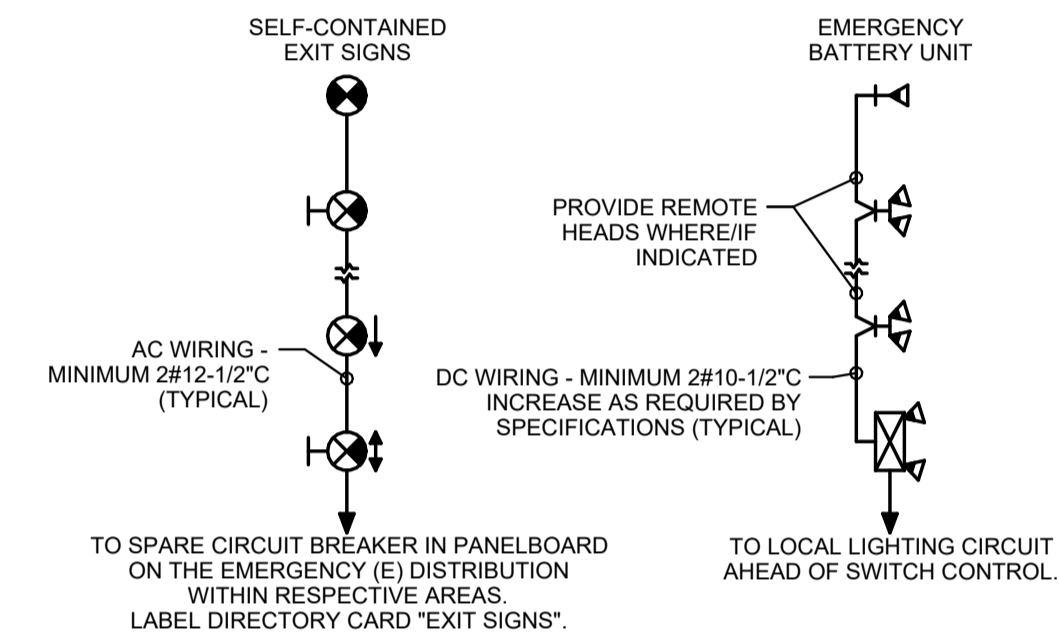 SELF-CONTAINED
EXIT SIGNS
AC WIRING -
MINIMUM 2#12-1/2"C
(TYPICAL)
TO SPARE CIRCUIT BREAKER IN PANELBOARD
ON THE EMERGENCY (E) DISTRIBUTION
WITHIN RESPECTIVE AREAS.
LABEL DIRECTORY CARD "EXIT SIGNS".
EMERGENCY
BATTERY UNIT
PROVIDE REMOTE
HEADS WHERE/IF
INDICATED
DC WIRING - MINIMUM 2#10-1/2"C
INCREASE AS REQUIRED BY
SPECIFICATIONS (TYPICAL)
TO LOCAL LIGHTING CIRCUIT
AHEAD OF SWITCH CONTROL.